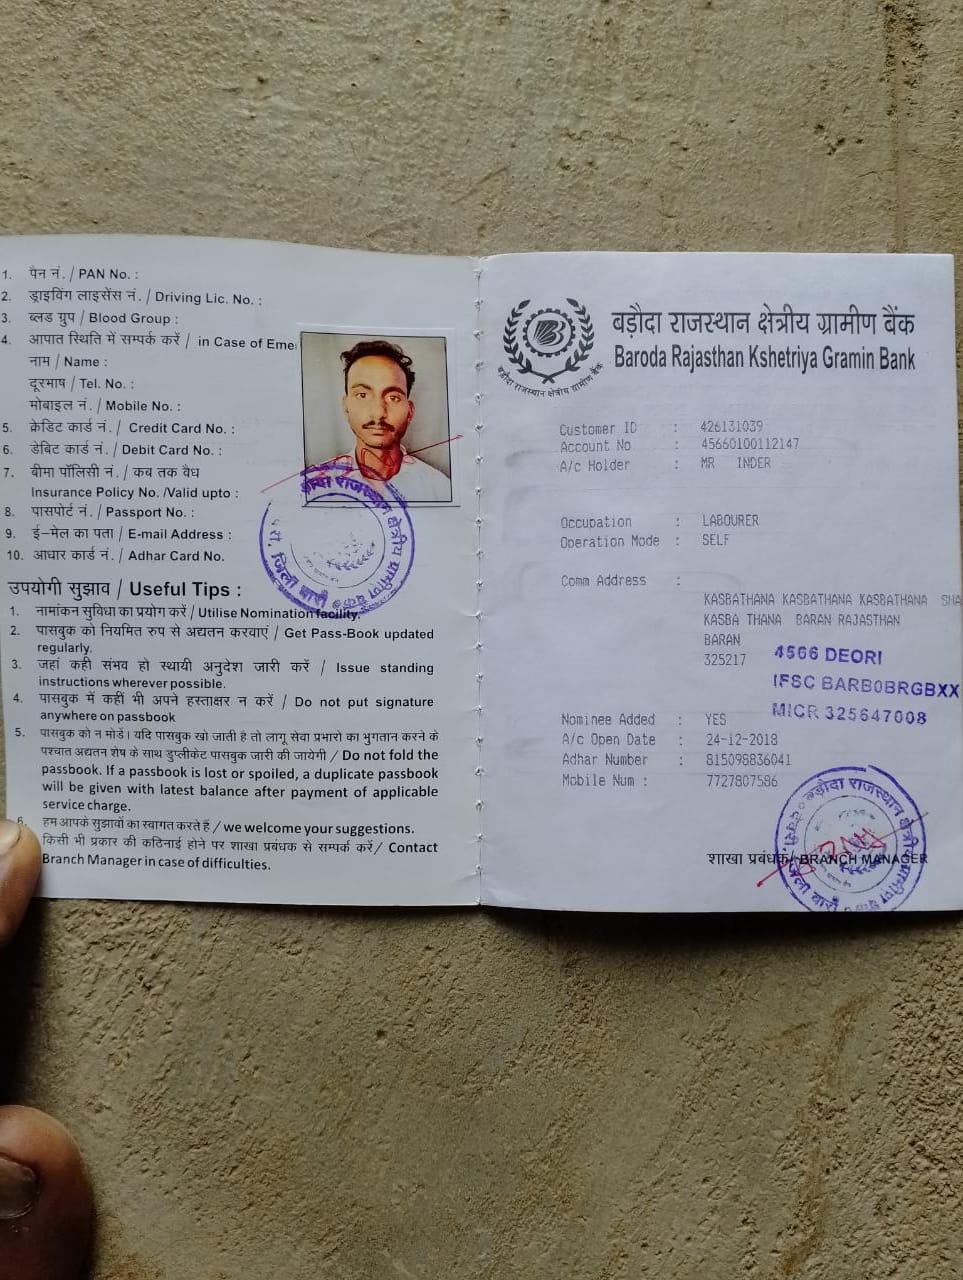 1. पैन नं. / PAN No. :
2. ड्राइविंग लाइसेंस नं. / Driving Lic. No. :
3. ब्लड ग्रुप / Blood Group :
4. आपात स्थिति में सम्पर्क करें / in Case of Eme
नाम / Name :
दूरभाष / Tel. No. :
मोबाइल नं. / Mobile No. :
5. क्रेडिट कार्ड नं. / Credit Card No. :
6. डेबिट कार्ड नं. / Debit Card No. :
7. बीमा पॉलिसी नं. / कब तक वैध
Insurance Policy No. /Valid upto :
8. पासपोर्ट नं. / Passport No. :
9. ई–मेल का पता / E-mail Address :
10. आधार कार्ड नं. / Adhar Card No.
उपयोगी सुझाव / Useful Tips :
1. नामांकन सुविधा का प्रयोग करें / Utilise Nomination facility.
2. पासबुक को नियमित रुप से अद्यतन करवाएं / Get Pass-Book updated
regularly.
3. जहां कही संभव हो स्थायी अनुदेश जारी करें / Issue standing
instructions wherever possible.
4. पासबुक में कहीं भी अपने हस्ताक्षर न करें / Do not put signature
anywhere on passbook
5. पासबुक को न मोडें। यदि पासबुक खो जाती है तो लागू सेवा प्रभारो का भुगतान करने के
पश्चात अद्यतन शेष के साथ डुप्लीकेट पासबुक जारी की जायेगी / Do not fold the
passbook. If a passbook is lost or spoiled, a duplicate passbook
will be given with latest balance after payment of applicable
service charge.
6. हम आपके सुझावों का स्वागत करते हैं / we welcome your suggestions.
किसी भी प्रकार की कठिनाई होने पर शाखा प्रबंधक से सम्पर्क करें/ Contact
Branch Manager in case of difficulties.
बड़ौदा राजस्थान क्षेत्रीय ग्रामीण
जिला बारां
बड़ौदा राजस्थान क्षेत्रीय ग्रामीण बैंक
बड़ौदा राजस्थान क्षेत्रीय ग्रामीण बैंक
Baroda Rajasthan Kshetriya Gramin Bank
Customer ID : 426131039
Account No : 45660100112147
A/c Holder : MR INDER
Occupation : LABOURER
Operation Mode : SELF
Comm Address :
KASBATHANA KASBATHANA KASBATHANA SHA
KASBA THANA BARAN RAJASTHAN
BARAN
325217
4566 DEORI
IFSC BARB0BRGBXX
MICR 325647008
Nominee Added : YES
A/c Open Date : 24-12-2018
Adhar Number : 815098836041
Mobile Num : 7727807586
बड़ौदा राजस्थान क्षेत्रीय ग्रामीण
जिला बारां
शाखा प्रबंधक/ BRANCH MANAGER